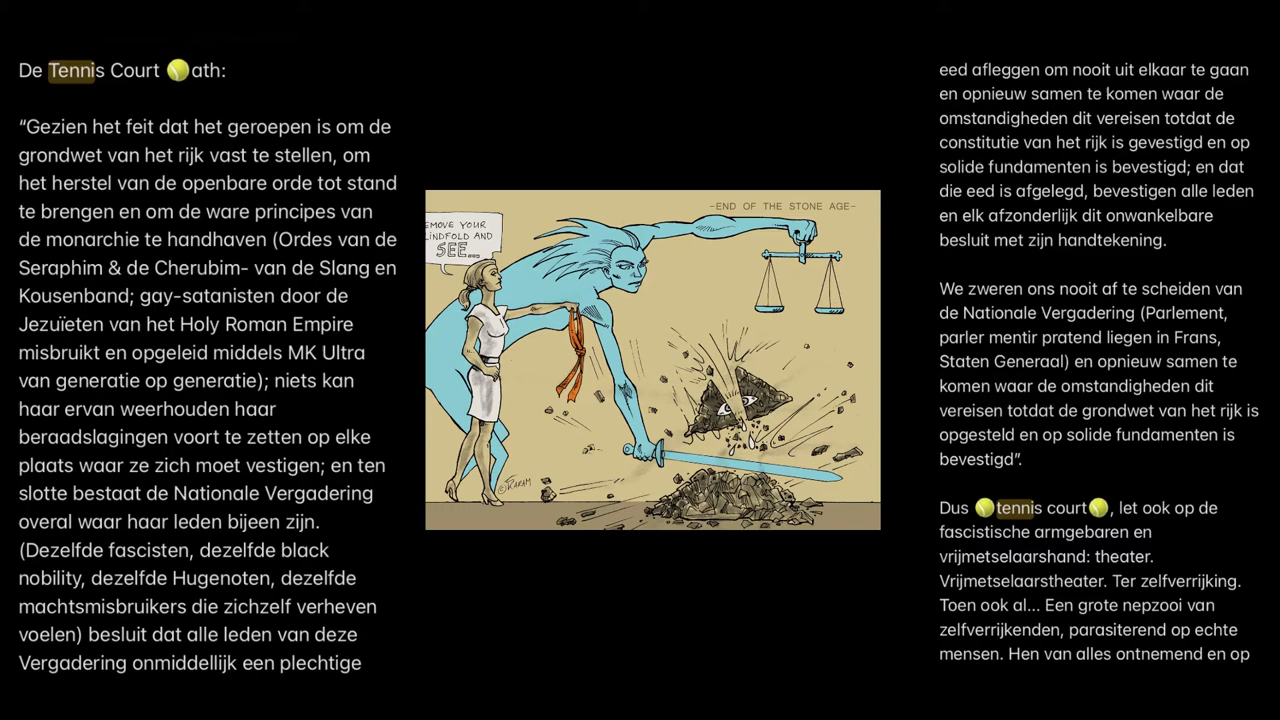 De Tennis Court 🎾ath:
“Gezien het feit dat het geroepen is om de
grondwet van het rijk vast te stellen, om
het herstel van de openbare orde tot stand
te brengen en om de ware principes van
de monarchie te handhaven (Ordes van de
Seraphim & de Cherubim- van de Slang en
Kousenband; gay-satanisten door de
Jezuïeten van het Holy Roman Empire
misbruikt en opgeleid middels MK Ultra
van generatie op generatie); niets kan
haar ervan weerhouden haar
beraadslagingen voort te zetten op elke
plaats waar ze zich moet vestigen; en ten
slotte bestaat de Nationale Vergadering
overal waar haar leden bijeen zijn.
(Dezelfde fascisten, dezelfde black
nobility, dezelfde Hugenoten, dezelfde
machtsmisbruikers die zichzelf verheven
voelen) besluit dat alle leden van deze
Vergadering onmiddellijk een plechtige
EMOVE YOUR
LINDFOLD AND
SEE...
-END OF THE STONE AGE-
©KARAM
eed afleggen om nooit uit elkaar te gaan
en opnieuw samen te komen waar de
omstandigheden dit vereisen totdat de
constitutie van het rijk is gevestigd en op
solide fundamenten is bevestigd; en dat
die eed is afgelegd, bevestigen alle leden
en elk afzonderlijk dit onwankelbare
besluit met zijn handtekening.
We zweren ons nooit af te scheiden van
de Nationale Vergadering (Parlement,
parler mentir pratend liegen in Frans,
Staten Generaal) en opnieuw samen te
komen waar de omstandigheden dit
vereisen totdat de grondwet van het rijk is
opgesteld en op solide fundamenten is
bevestigd”.
Dus 🎾tennis court🎾, let ook op de
fascistische armgebaren en
vrijmetselaarshand: theater.
Vrijmetselaarstheater. Ter zelfverrijking.
Toen ook al... Een grote nepzooi van
zelfverrijkenden, parasiterend op echte
mensen. Hen van alles ontnemend en op